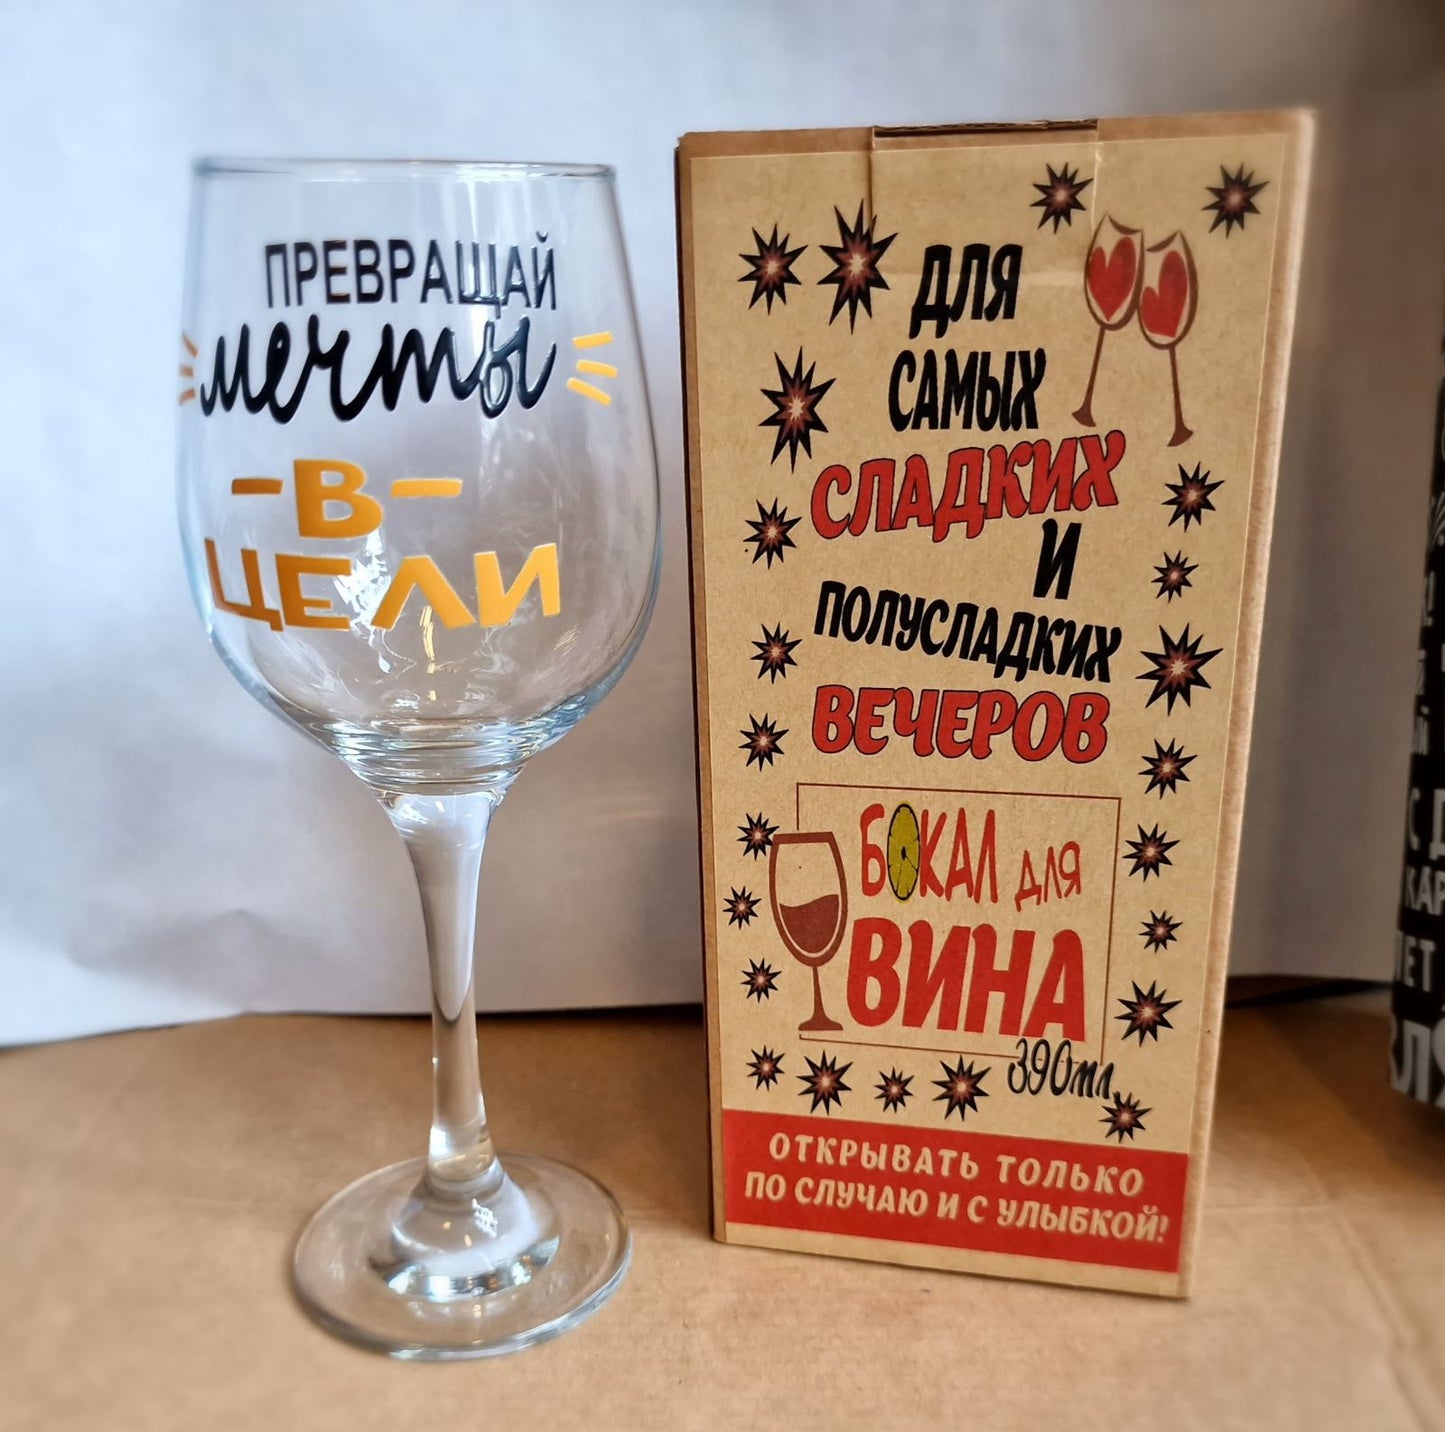 ПРЕВРАЩАЙ
мечты
-В-
ЦЕЛИ
ДЛЯ
САМЫХ
СЛАДКИХ
И
ПОЛУСЛАДКИХ
ВЕЧЕРОВ
БОКАЛ ДЛЯ
ВИНА
390мл.
ОТКРЫВАТЬ ТОЛЬКО
ПО СЛУЧАЮ И С УЛЫБКОЙ!